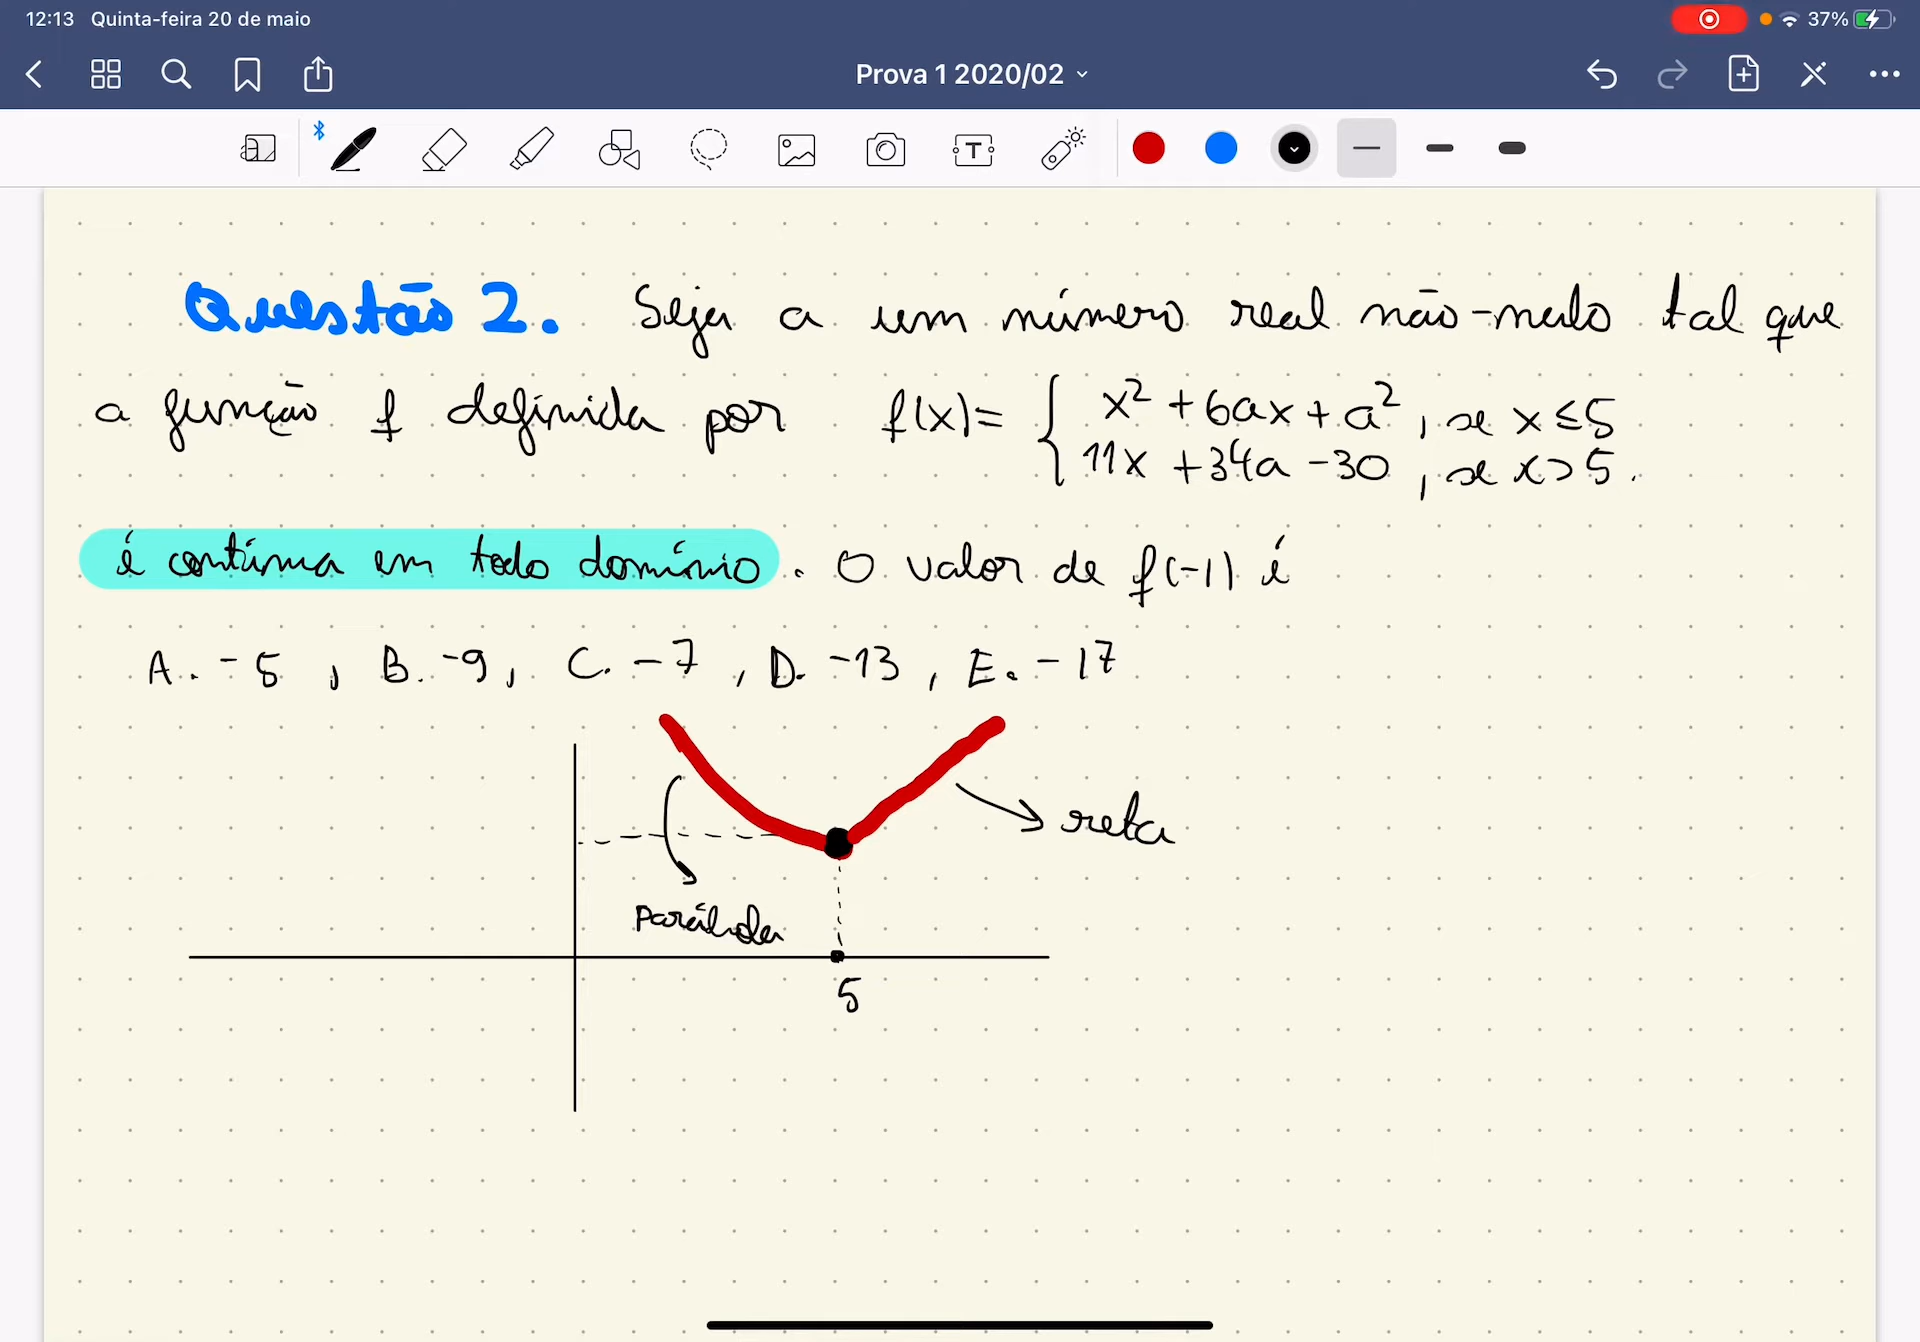 12:13 Quinta-feira 20 de maio
37%
Prova 1 2020/02
Questão 2. Seja a um número real não-nulo tal que
a função f definida por f(x)= { x² + 6ax + a², se x ≤ 5
11x + 34a - 30, se x > 5.
é contínua em todo domínio. O valor de f(-1) é
A. -5, B. -9, C. -7, D. -13, E. -17
reta
Parábola
5